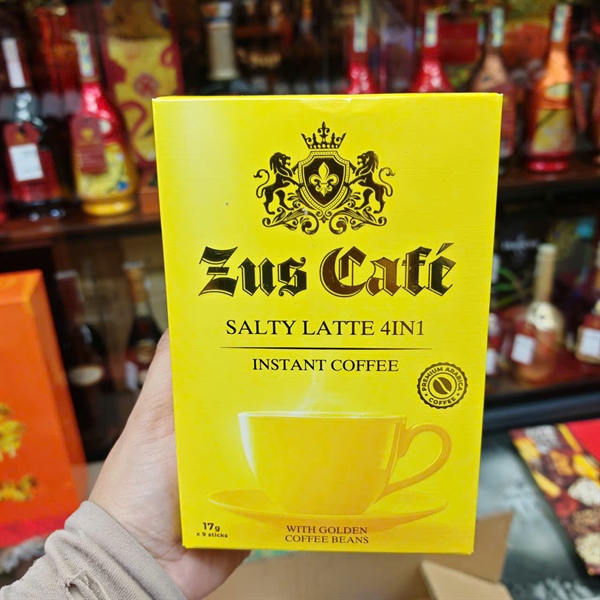 Zus Café
SALTY LATTE 4IN1
INSTANT COFFEE
PREMIUM ARABICA
COFFEE
17g
x 9 sticks
WITH GOLDEN
COFFEE BEANS